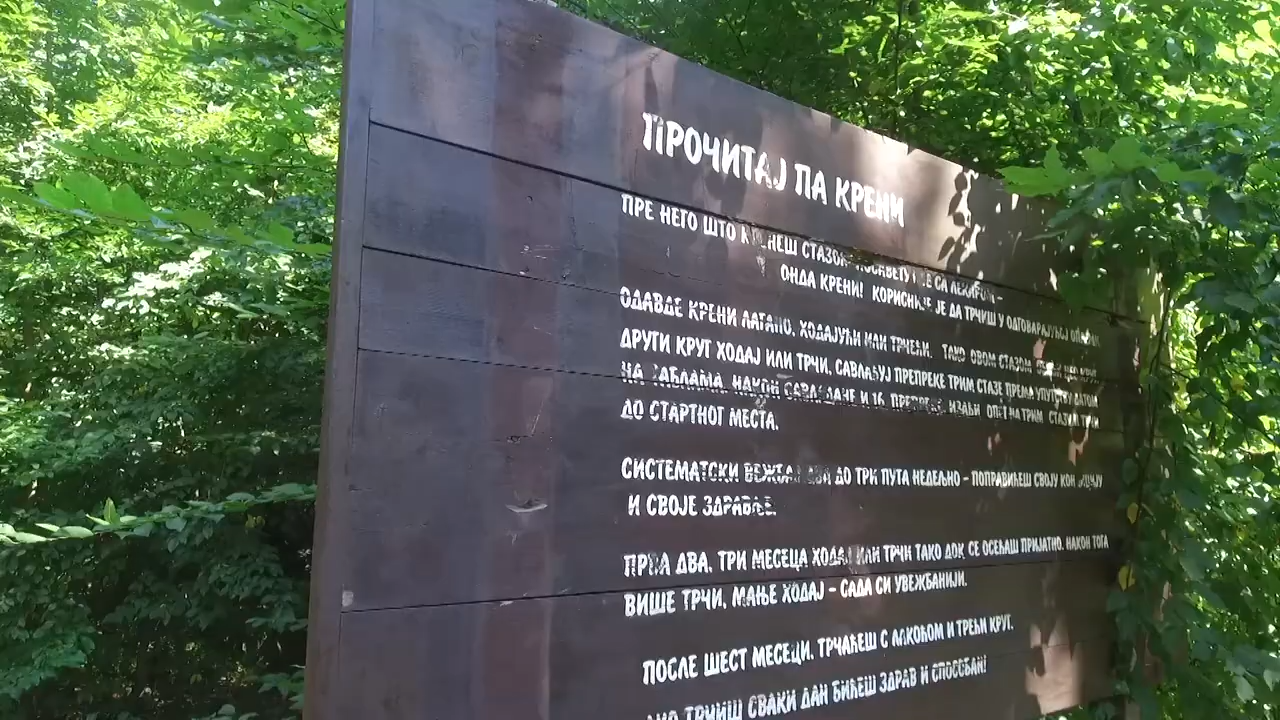 ПРОЧИТАЈ ПА КРЕНИ
ПРЕ НЕГО ШТО КРЕНЕШ СТАЗОМ СА ЛЕКАРОМ –
ОНДА КРЕНИ! КОРИСНИЈЕ ЈЕ ДА ТРЧИШ У ОДГОВАРАЈУЋОЈ
ОДАВДЕ КРЕНИ ЛАГАНО, ХОДАЈУЋИ ИЛИ ТРЧЕЋИ. ТАКО ОВОМ СТАЗОМ
ДРУГИ КРУГ ХОДАЈ ИЛИ ТРЧИ, САВЛАЂУЈ ПРЕПРЕКЕ ТРИМ СТАЗЕ ПРЕМА УПУТСТВУ ДАТОМ
НА ТАБЛАМА. НАКОН САВЛАДАНЕ И 16. ПРЕПРЕКЕ, ИЗАЂИ ОПЕТ НА ТРИМ СТАЗУ И ТРЧИ
ДО СТАРТНОГ МЕСТА.
СИСТЕМАТСКИ ВЕЖБАЈ ДВА ДО ТРИ ПУТА НЕДЕЉНО – ПОПРАВИЋЕШ СВОЈУ КОНДИЦИЈУ
И СВОЈЕ ЗДРАВЉЕ.
ПРВА ДВА, ТРИ МЕСЕЦА ХОДАЈ ИЛИ ТРЧИ ТАКО ДОК СЕ ОСЕЋАШ ПРИЈАТНО. НАКОН ТОГА
ВИШЕ ТРЧИ, МАЊЕ ХОДАЈ – САДА СИ УВЕЖБАНИЈИ.
ПОСЛЕ ШЕСТ МЕСЕЦИ, ТРЧАЋЕШ С ЛАКОЋОМ И ТРЕЋИ КРУГ.
АКО ТРЧИШ СВАКИ ДАН БИЋЕШ ЗДРАВ И СПОСОБАН!